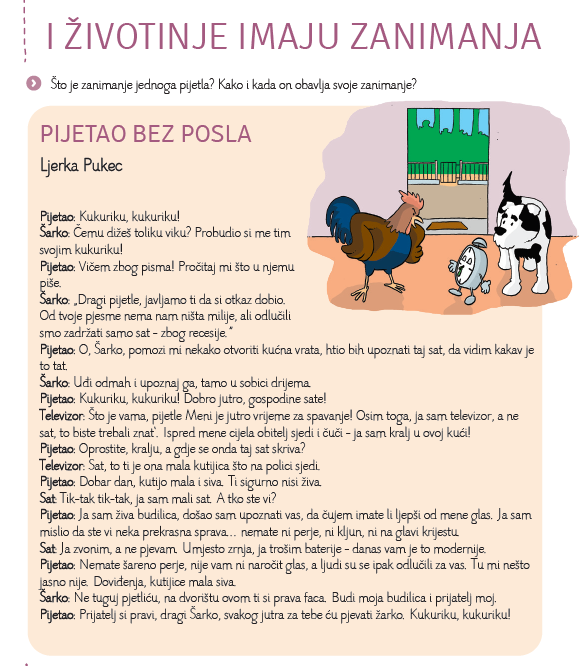 I ŽIVOTINJE IMAJU ZANIMANJA
Što je zanimanje jednoga pijetla? Kako i kada on obavlja svoje zanimanje?
PIJETAO BEZ POSLA
Ljerka Pukec
Pijetao: Kukuriku, kukuriku!
Šarko: Čemu dižeš toliku viku? Probudio si me tim
svojim kukuriku!
Pijetao: Vičem zbog pisma! Pročitaj mi što u njemu
piše.
Šarko: „Dragi pijetle, javljamo ti da si otkaz dobio.
Od tvoje pjesme nema nam ništa milije, ali odlučili
smo zadržati samo sat - zbog recesije.“
Pijetao: O, Šarko, pomozi mi nekako otvoriti kućna vrata, htio bih upoznati taj sat, da vidim kakav je
to tat.
Šarko: Uđi odmah i upoznaj ga, tamo u sobici drijema.
Pijetao: Kukuriku, kukuriku! Dobro jutro, gospodine sate!
Televizor: Što je vama, pijetle Meni je jutro vrijeme za spavanje! Osim toga, ja sam televizor, a ne
sat, to biste trebali znat`. Ispred mene cijela obitelj sjedi i čuči - ja sam kralj u ovoj kući!
Pijetao: Oprostite, kralju, a gdje se onda taj sat skriva?
Televizor: Sat, to ti je ona mala kutijica što na polici sjedi.
Pijetao: Dobar dan, kutijo mala i siva. Ti sigurno nisi živa.
Sat: Tik-tak tik-tak, ja sam mali sat. A tko ste vi?
Pijetao: Ja sam živa budilica, došao sam upoznati vas, da čujem imate li ljepši od mene glas. Ja sam
mislio da ste vi neka prekrasna sprava... nemate ni perje, ni kljun, ni na glavi krijestu.
Sat: Ja zvonim, a ne pjevam. Umjesto zrnja, ja trošim baterije - danas vam je to modernije.
Pijetao: Nemate šareno perje, nije vam ni naročit glas, a ljudi su se ipak odlučili za vas. Tu mi nešto
jasno nije. Doviđenja, kutijice mala siva.
Šarko: Ne tuguj pjetliću, na dvorištu ovom ti si prava faca. Budi moja budilica i prijatelj moj.
Pijetao: Prijatelj si pravi, dragi Šarko, svakog jutra za tebe ću pjevati žarko. Kukuriku, kukuriku!